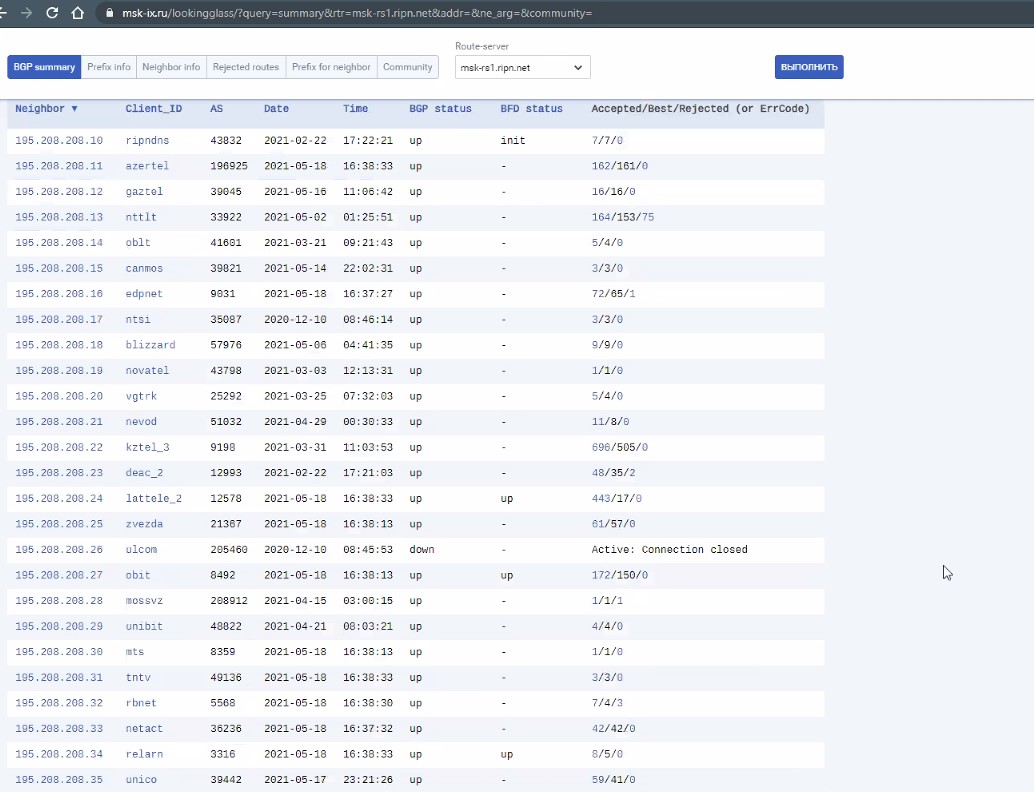 msk-ix.ru/lookingglass/?query=summary&rtr=msk-rs1.ripn.net&addr=&ne_arg=&community=
Route-server
BGP summary Prefix info Neighbor info Rejected routes Prefix for neighbor Community msk-rs1.ripn.net ВЫПОЛНИТЬ
Neighbor ▼ Client_ID AS Date Time BGP status BFD status Accepted/Best/Rejected (or ErrCode)
195.208.208.10 ripndns 43832 2021-02-22 17:22:21 up init 7/7/0
195.208.208.11 azertel 196925 2021-05-18 16:38:33 up - 162/161/0
195.208.208.12 gaztel 39045 2021-05-16 11:06:42 up - 16/16/0
195.208.208.13 nttlt 33922 2021-05-02 01:25:51 up - 164/153/75
195.208.208.14 oblt 41601 2021-03-21 09:21:43 up - 5/4/0
195.208.208.15 canmos 39821 2021-05-14 22:02:31 up - 3/3/0
195.208.208.16 edpnet 9031 2021-05-18 16:37:27 up - 72/65/1
195.208.208.17 ntsi 35087 2020-12-10 08:46:14 up - 3/3/0
195.208.208.18 blizzard 57976 2021-05-06 04:41:35 up - 9/9/0
195.208.208.19 novatel 43798 2021-03-03 12:13:31 up - 1/1/0
195.208.208.20 vgtrk 25292 2021-03-25 07:32:03 up - 5/4/0
195.208.208.21 nevod 51032 2021-04-29 00:30:33 up - 11/8/0
195.208.208.22 kztel_3 9198 2021-03-31 11:03:53 up - 696/505/0
195.208.208.23 deac_2 12993 2021-02-22 17:21:03 up - 48/35/2
195.208.208.24 lattele_2 12578 2021-05-18 16:38:33 up up 443/17/0
195.208.208.25 zvezda 21367 2021-05-18 16:38:13 up - 61/57/0
195.208.208.26 ulcom 205460 2020-12-10 08:45:53 down - Active: Connection closed
195.208.208.27 obit 8492 2021-05-18 16:38:13 up up 172/150/0
195.208.208.28 mossvz 208912 2021-04-15 03:00:15 up - 1/1/1
195.208.208.29 unibit 48822 2021-04-21 08:03:21 up - 4/4/0
195.208.208.30 mts 8359 2021-05-18 16:38:13 up - 1/1/0
195.208.208.31 tntv 49136 2021-05-18 16:38:33 up - 3/3/0
195.208.208.32 rbnet 5568 2021-05-18 16:38:30 up - 7/4/3
195.208.208.33 netact 36236 2021-05-18 16:37:32 up - 42/42/0
195.208.208.34 relarn 3316 2021-05-18 16:38:33 up up 8/5/0
195.208.208.35 unico 39442 2021-05-17 23:21:26 up - 59/41/0